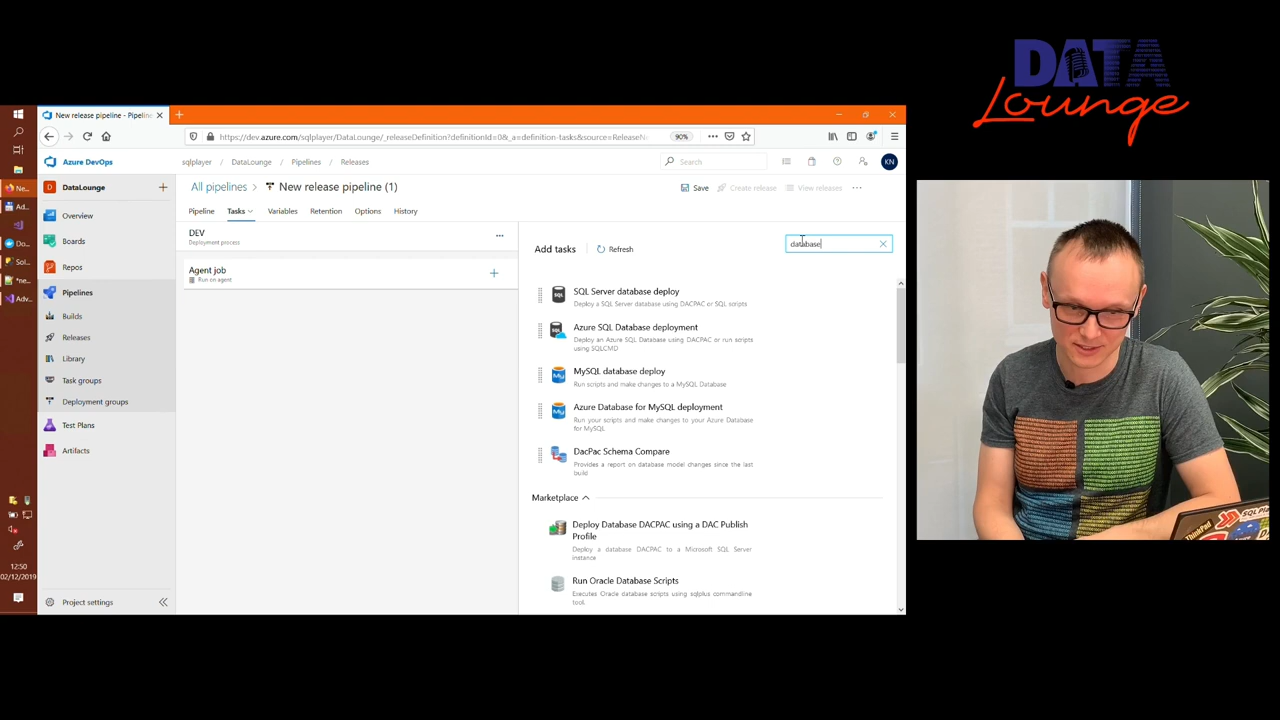 DATA
Lounge
New release pipeline - Pipelin
https://dev.azure.com/sqlplayer/DataLounge/_releaseDefinition?definitionId=0&_a=definition-tasks&source=ReleaseN
90%
Azure DevOps
sqlplayer / DataLounge / Pipelines / Releases
Search
KN
D DataLounge
All pipelines > New release pipeline (1)
Save
Create release
View releases
Overview
Boards
Repos
Pipelines
Builds
Releases
Library
Task groups
Deployment groups
Test Plans
Artifacts
Project settings
Pipeline Tasks Variables Retention Options History
DEV
Deployment process
Agent job
Run on agent
Add tasks
Refresh
database
SQL Server database deploy
Deploy a SQL Server database using DACPAC or SQL scripts
Azure SQL Database deployment
Deploy an Azure SQL Database using DACPAC or run scripts
using SQLCMD
MySQL database deploy
Run scripts and make changes to a MySQL Database
Azure Database for MySQL deployment
Run your scripts and make changes to your Azure Database
for MySQL
DacPac Schema Compare
Provides a report on database model changes since the last
build
Marketplace
Deploy Database DACPAC using a DAC Publish
Profile
Deploy a database DACPAC to a Microsoft SQL Server
instance
Run Oracle Database Scripts
Executes Oracle database scripts using sqlplus commandline
tool.
Ne...
Ad...
Do...
Sol...
*ne...
Adv...
12:50
02/12/2019
ThinkPad